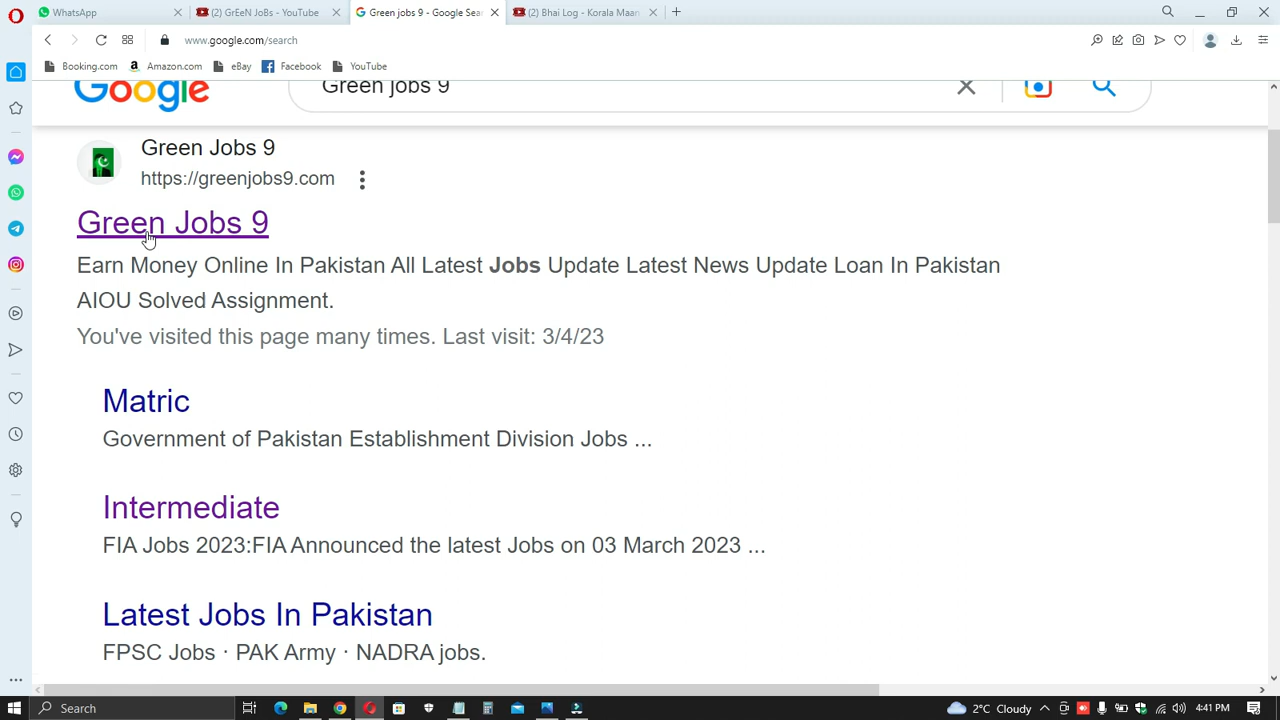 WhatsApp
(2) GrEeN JoBs - YouTube
Green jobs 9 - Google Sea
(2) Bhai Log - Korala Maan
www.google.com/search
Booking.com
Amazon.com
eBay
Facebook
YouTube
Google
Green jobs 9
Green Jobs 9
https://greenjobs9.com
Green Jobs 9
Earn Money Online In Pakistan All Latest Jobs Update Latest News Update Loan In Pakistan
AIOU Solved Assignment.
You've visited this page many times. Last visit: 3/4/23
Matric
Government of Pakistan Establishment Division Jobs ...
Intermediate
FIA Jobs 2023:FIA Announced the latest Jobs on 03 March 2023 ...
Latest Jobs In Pakistan
FPSC Jobs · PAK Army · NADRA jobs.
Search
2°C Cloudy
4:41 PM